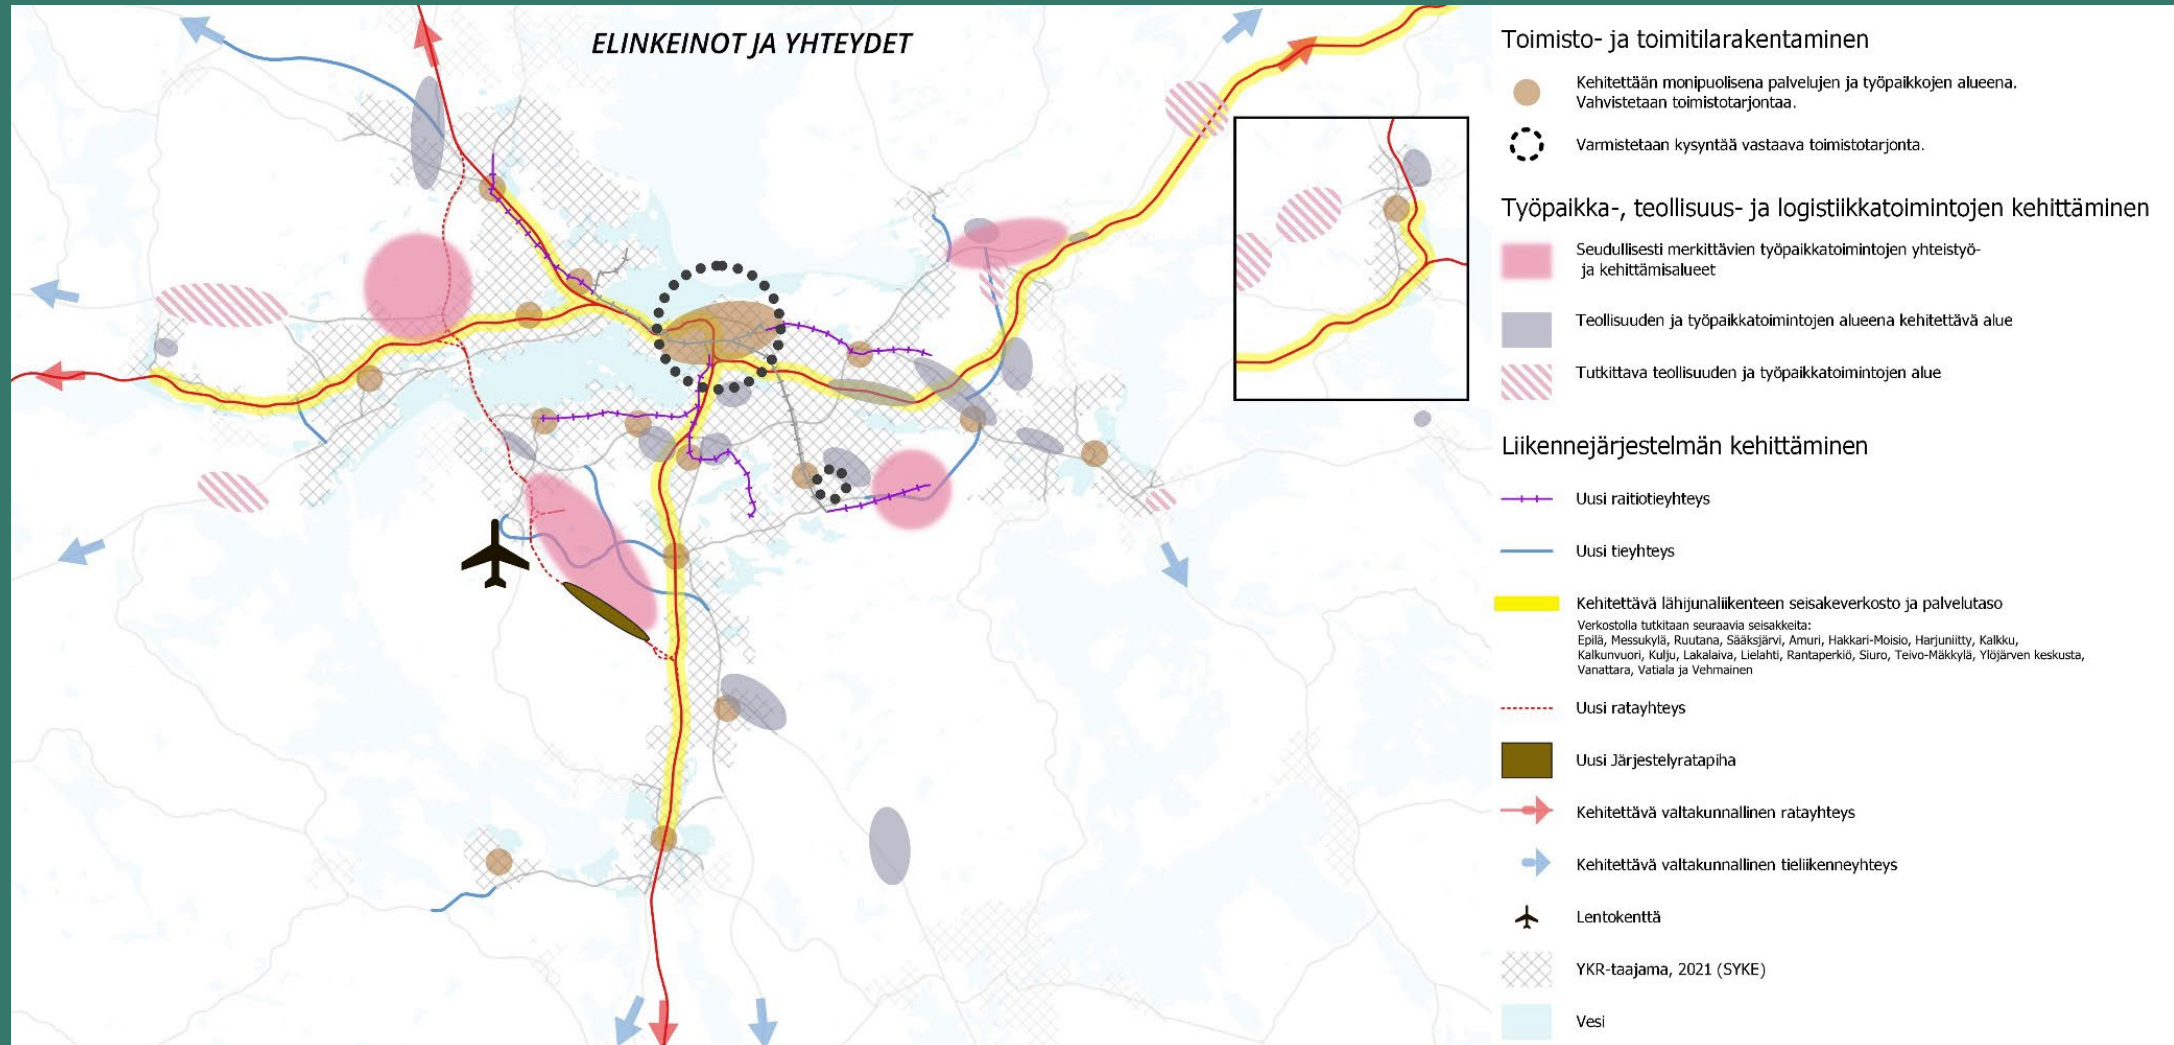 ELINKEINOT JA YHTEYDET
Toimisto- ja toimitilarakentaminen
Kehitettään monipuolisena palvelujen ja työpaikkojen alueena.
Vahvistetaan toimistotarjontaa.
Varmistetaan kysyntää vastaava toimistotarjonta.
Työpaikka-, teollisuus- ja logistiikkatoimintojen kehittäminen
Seudullisesti merkittävien työpaikkatoimintojen yhteistyö-
ja kehittämisalueet
Teollisuuden ja työpaikkatoimintojen alueena kehitettävä alue
Tutkittava teollisuuden ja työpaikkatoimintojen alue
Liikennejärjestelmän kehittäminen
Uusi raitiotieyhteys
Uusi tieyhteys
Kehitettävä lähijunaliikenteen seisakeverkosto ja palvelutaso
Verkostolla tutkitaan seuraavia seisakkeita:
Epilä, Messukylä, Ruutana, Sääksjärvi, Amuri, Hakkari-Moisio, Harjuniitty, Kalkku,
Kalkunvuori, Kulju, Lakalaiva, Lielahti, Rantaperkiö, Siuro, Teivo-Mäkkylä, Ylöjärven keskusta,
Vanattara, Vatiala ja Vehmainen
Uusi ratayhteys
Uusi Järjestelyratapiha
Kehitettävä valtakunnallinen ratayhteys
Kehitettävä valtakunnallinen tieliikenneyhteys
Lentokenttä
YKR-taajama, 2021 (SYKE)
Vesi